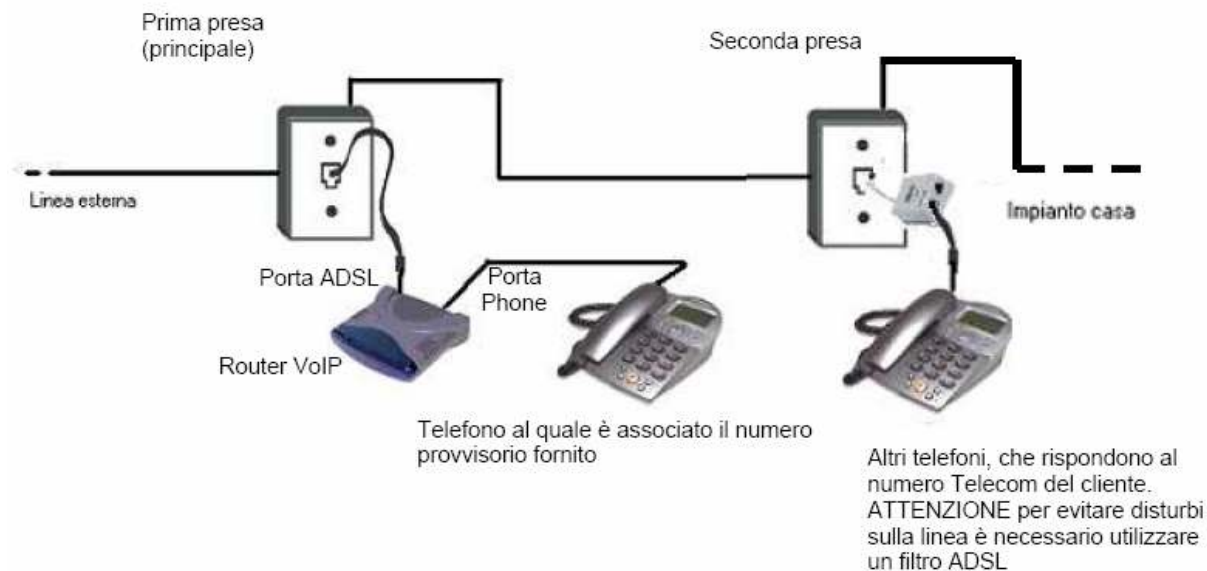 Prima presa
(principale)
Seconda presa
Linea esterna
Impianto casa
Porta ADSL
Porta
Phone
Router VoIP
Telefono al quale è associato il numero
provvisorio fornito
Altri telefoni, che rispondono al
numero Telecom del cliente.
ATTENZIONE per evitare disturbi
sulla linea è necessario utilizzare
un filtro ADSL